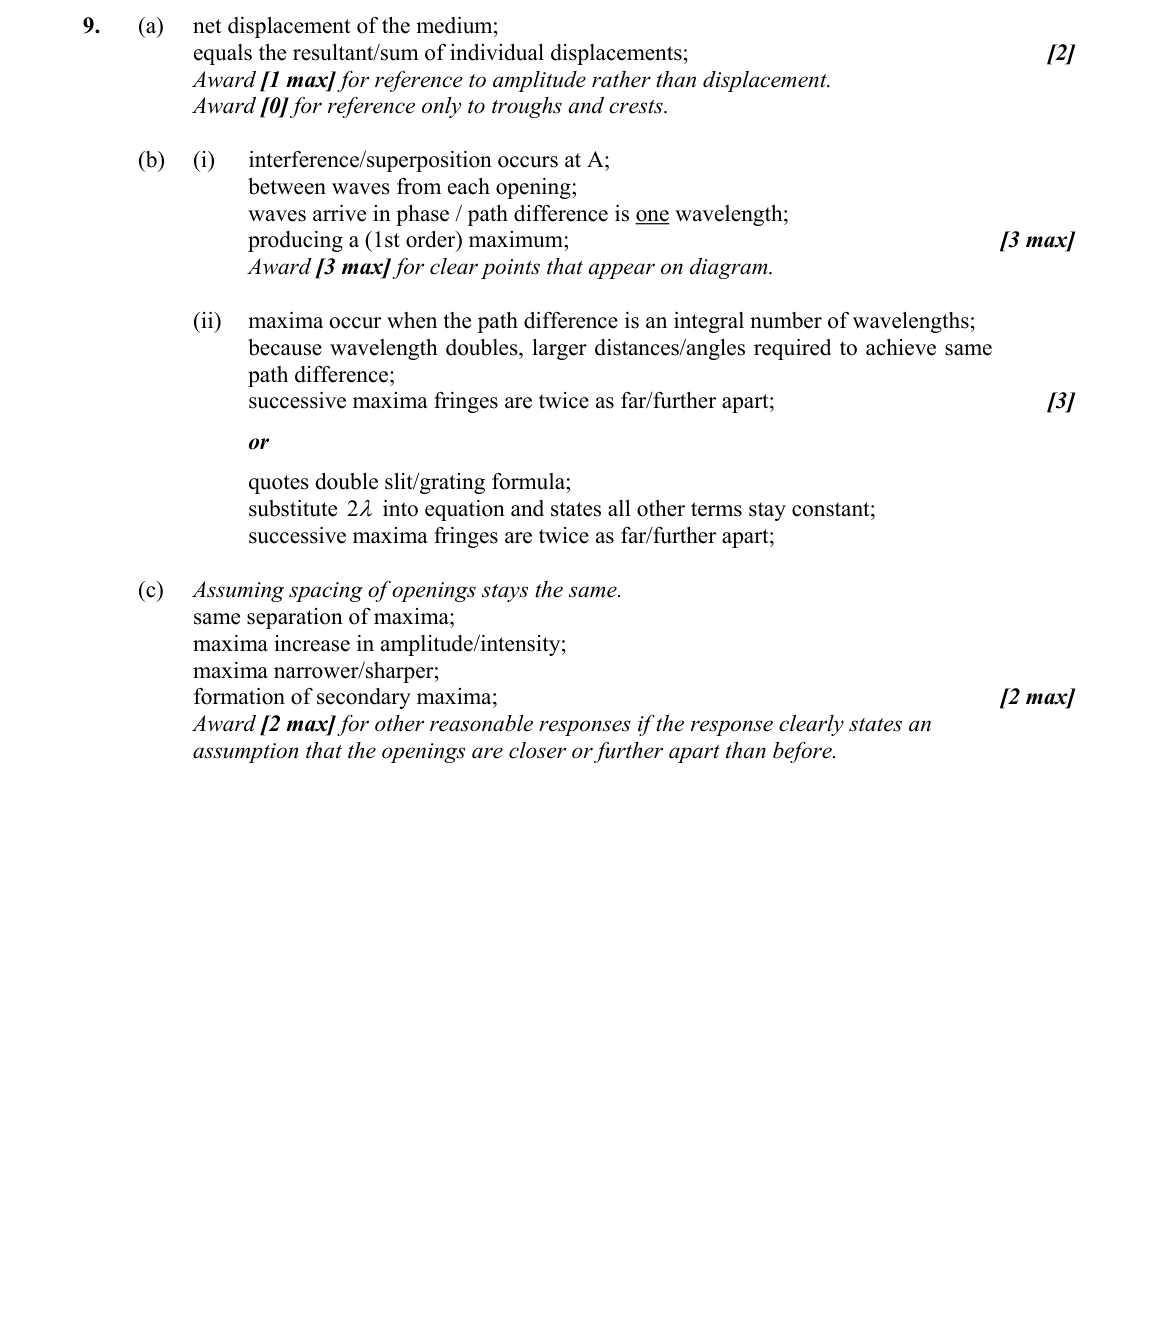 9. (a) net displacement of the medium;
equals the resultant/sum of individual displacements; [2]
Award [1 max] for reference to amplitude rather than displacement.
Award [0] for reference only to troughs and crests.
(b) (i) interference/superposition occurs at A;
between waves from each opening;
waves arrive in phase / path difference is one wavelength;
producing a (1st order) maximum; [3 max]
Award [3 max] for clear points that appear on diagram.
(ii) maxima occur when the path difference is an integral number of wavelengths;
because wavelength doubles, larger distances/angles required to achieve same
path difference;
successive maxima fringes are twice as far/further apart; [3]
or
quotes double slit/grating formula;
substitute 2λ into equation and states all other terms stay constant;
successive maxima fringes are twice as far/further apart;
(c) Assuming spacing of openings stays the same.
same separation of maxima;
maxima increase in amplitude/intensity;
maxima narrower/sharper;
formation of secondary maxima; [2 max]
Award [2 max] for other reasonable responses if the response clearly states an
assumption that the openings are closer or further apart than before.